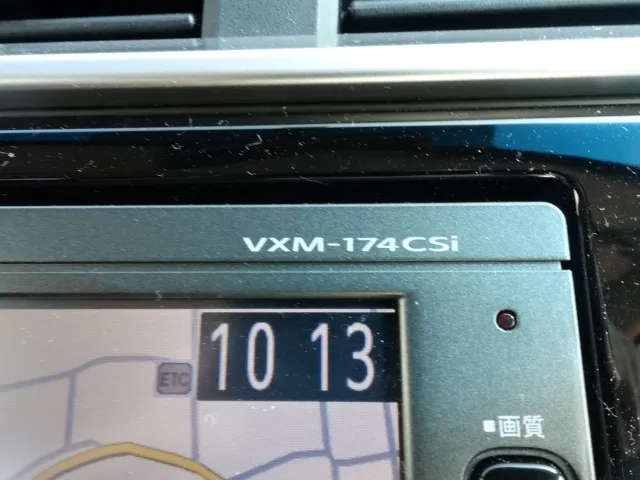 VXM-174CSi
10 13
ETC
■画質